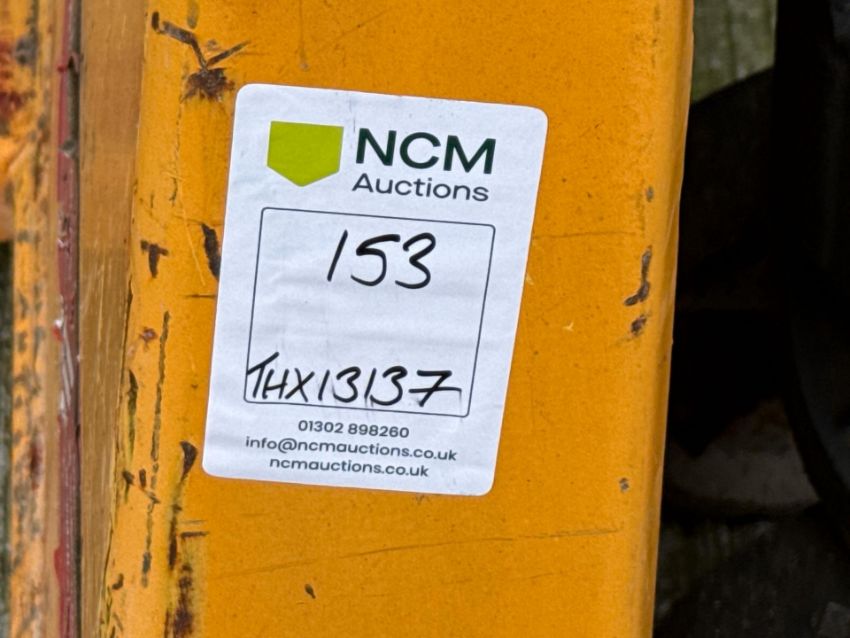 NCM
Auctions
153
THX13137
01302 898260
info@ncmauctions.co.uk
ncmauctions.co.uk